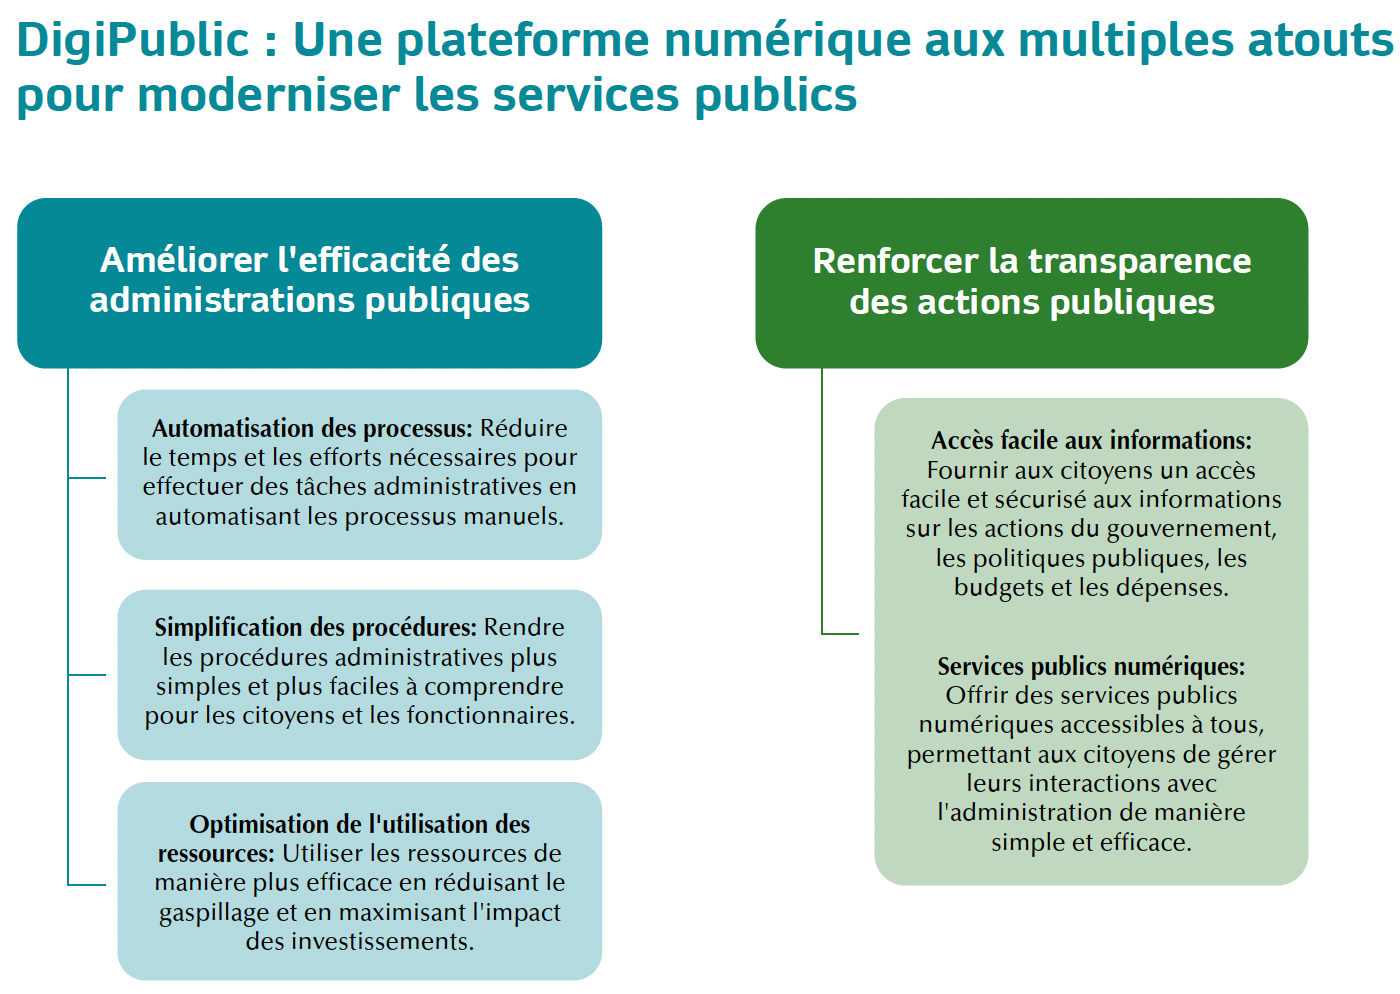 DigiPublic : Une plateforme numérique aux multiples atouts
pour moderniser les services publics
Améliorer l'efficacité des
administrations publiques
Automatisation des processus: Réduire
le temps et les efforts nécessaires pour
effectuer des tâches administratives en
automatisant les processus manuels.
Simplification des procédures: Rendre
les procédures administratives plus
simples et plus faciles à comprendre
pour les citoyens et les fonctionnaires.
Optimisation de l'utilisation des
ressources: Utiliser les ressources de
manière plus efficace en réduisant le
gaspillage et en maximisant l'impact
des investissements.
Renforcer la transparence
des actions publiques
Accès facile aux informations:
Fournir aux citoyens un accès
facile et sécurisé aux informations
sur les actions du gouvernement,
les politiques publiques, les
budgets et les dépenses.
Services publics numériques:
Offrir des services publics
numériques accessibles à tous,
permettant aux citoyens de gérer
leurs interactions avec
l'administration de manière
simple et efficace.